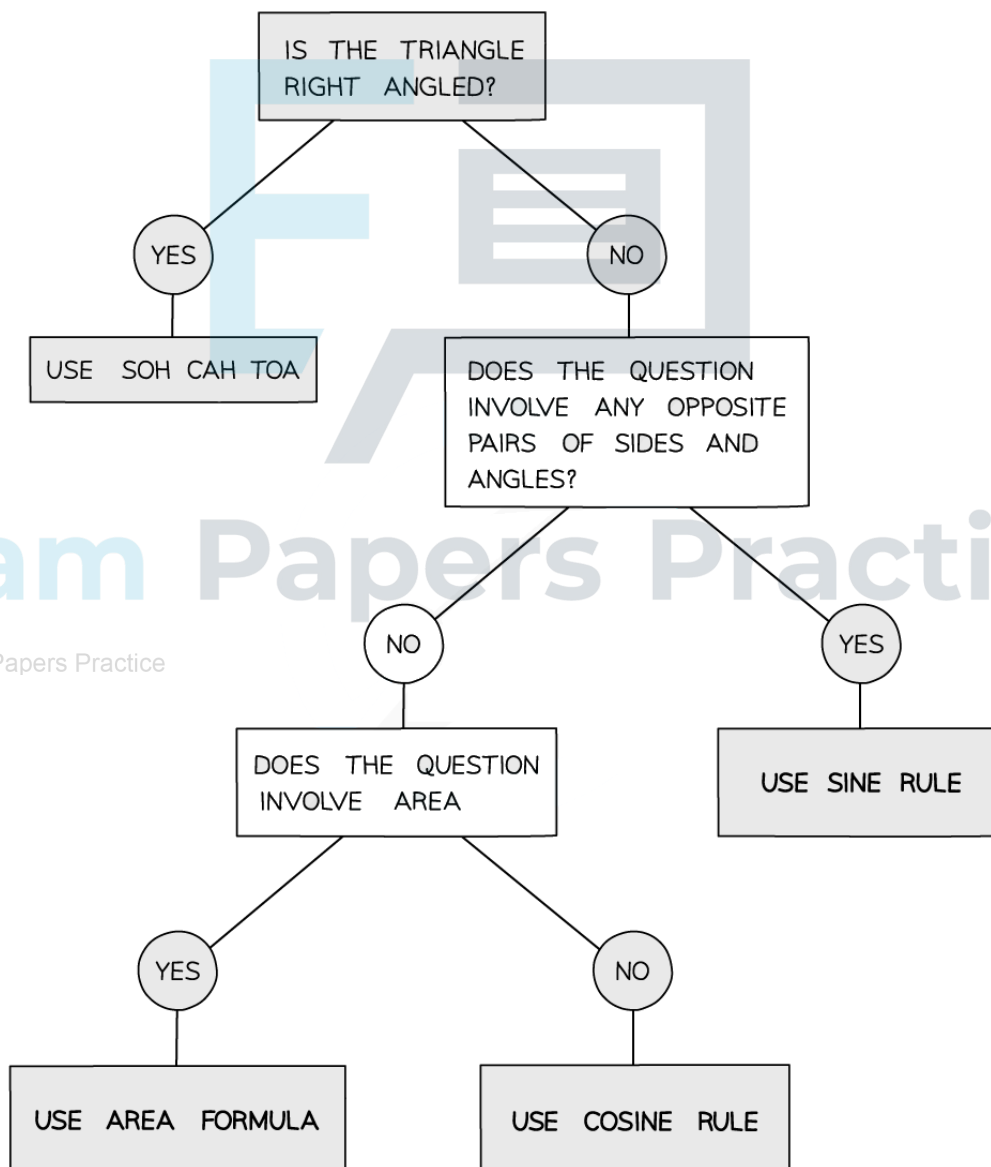 IS THE TRIANGLE
RIGHT ANGLED?
YES
NO
USE SOH CAH TOA
DOES THE QUESTION
INVOLVE ANY OPPOSITE
PAIRS OF SIDES AND
ANGLES?
am Papers Practi
NO
YES
Papers Practice
DOES THE QUESTION
INVOLVE AREA
USE SINE RULE
YES
NO
USE AREA FORMULA
USE COSINE RULE